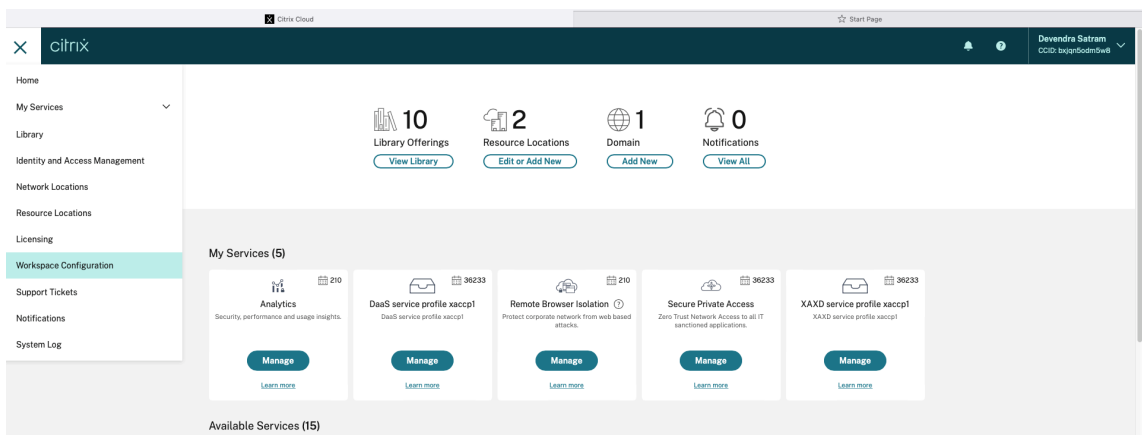 Citrix Cloud
Start Page
citrix
Devendra Satram
CCID: bxjqn5odm5w8
Home
My Services
Library
Identity and Access Management
Network Locations
Resource Locations
Licensing
Workspace Configuration
Support Tickets
Notifications
System Log
10
Library Offerings
View Library
2
Resource Locations
Edit or Add New
1
Domain
Add New
0
Notifications
View All
My Services (5)
210
Analytics
Security, performance and usage insights.
Manage
Learn more
36233
DaaS service profile xaccp1
DaaS service profile xaccp1
Manage
Learn more
210
Remote Browser Isolation ?
Protect corporate network from web based
attacks.
Manage
Learn more
36233
Secure Private Access
Zero Trust Network Access to all IT
sanctioned applications.
Manage
Learn more
36233
XAXD service profile xaccp1
XAXD service profile xaccp1
Manage
Learn more
Available Services (15)